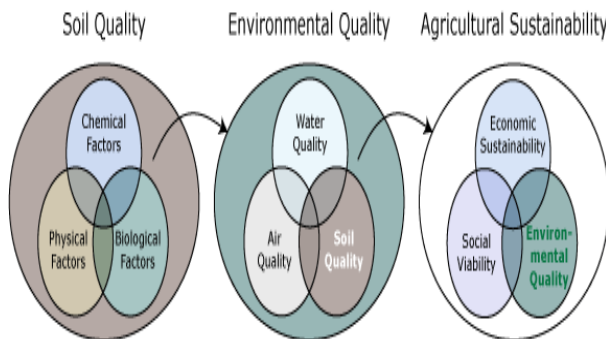 Soil Quality
Environmental Quality
Agricultural Sustainability
Chemical
Factors
Physical
Factors
Biological
Factors
Water
Quality
Air
Quality
Soil
Quality
Economic
Sustainability
Social
Viability
Environ-
mental
Quality